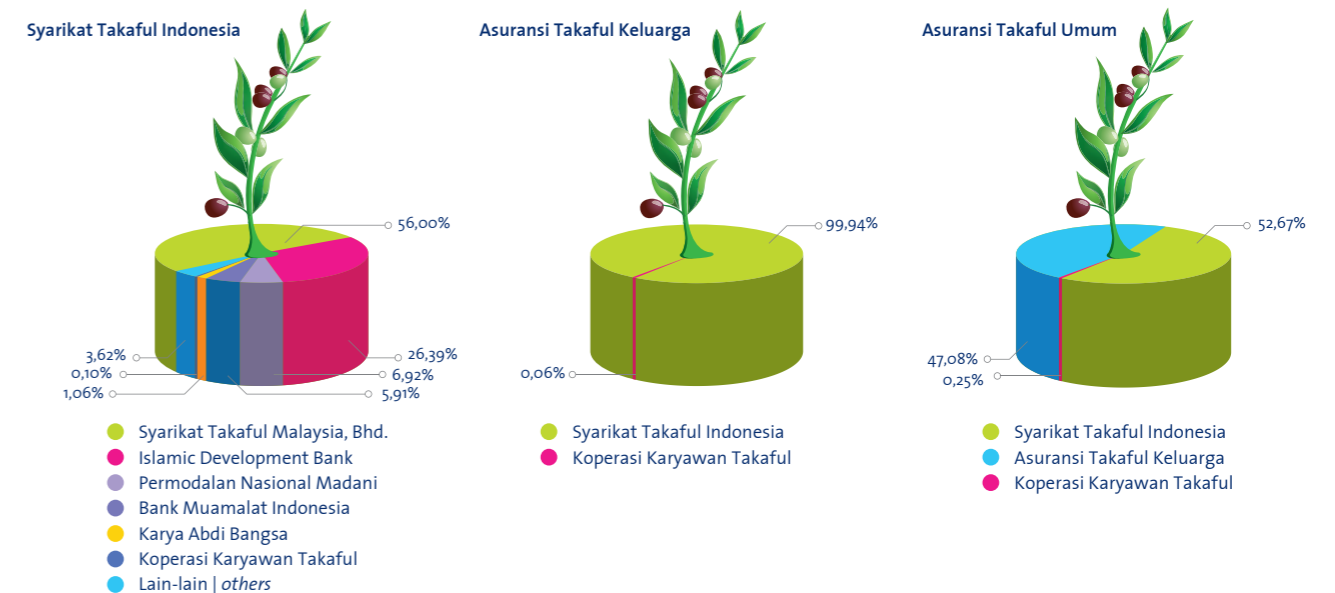 Syarikat Takaful Indonesia
56,00%
3,62%
0,10%
1,06%
26,39%
6,92%
5,91%
Syarikat Takaful Malaysia, Bhd.
Islamic Development Bank
Permodalan Nasional Madani
Bank Muamalat Indonesia
Karya Abdi Bangsa
Koperasi Karyawan Takaful
Lain-lain | others
Asuransi Takaful Keluarga
99,94%
0,06%
Syarikat Takaful Indonesia
Koperasi Karyawan Takaful
Asuransi Takaful Umum
52,67%
47,08%
0,25%
Syarikat Takaful Indonesia
Asuransi Takaful Keluarga
Koperasi Karyawan Takaful